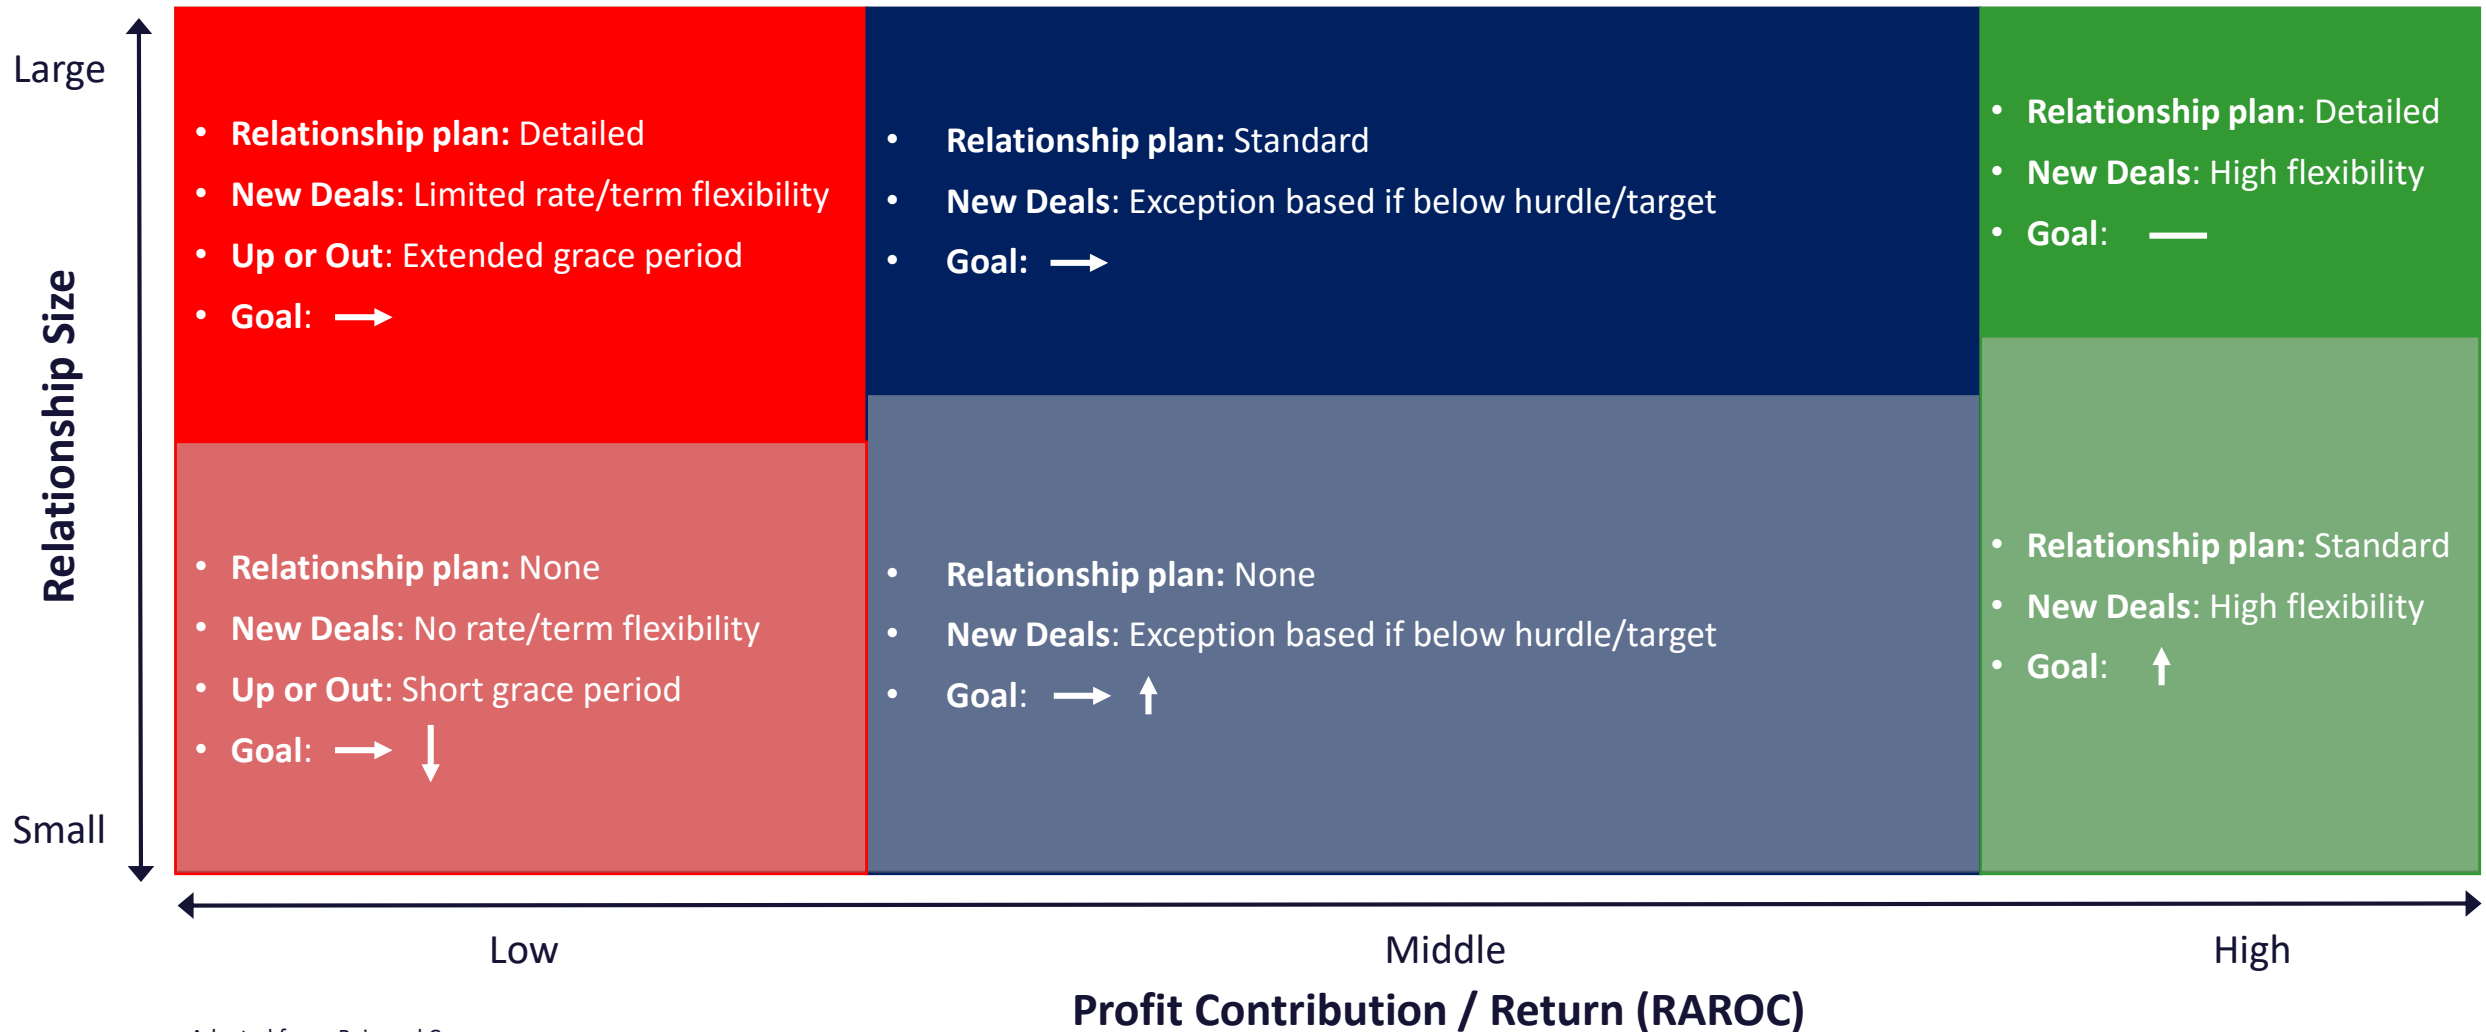 Large
• Relationship plan: Detailed
• New Deals: Limited rate/term flexibility
• Up or Out: Extended grace period
• Goal:
• Relationship plan: Standard
• New Deals: Exception based if below hurdle/target
• Goal:
• Relationship plan: Detailed
• New Deals: High flexibility
• Goal:
Relationship Size
• Relationship plan: None
• New Deals: No rate/term flexibility
• Up or Out: Short grace period
• Goal:
• Relationship plan: None
• New Deals: Exception based if below hurdle/target
• Goal:
• Relationship plan: Standard
• New Deals: High flexibility
• Goal:
Small
Low
Middle
High
Profit Contribution / Return (RAROC)